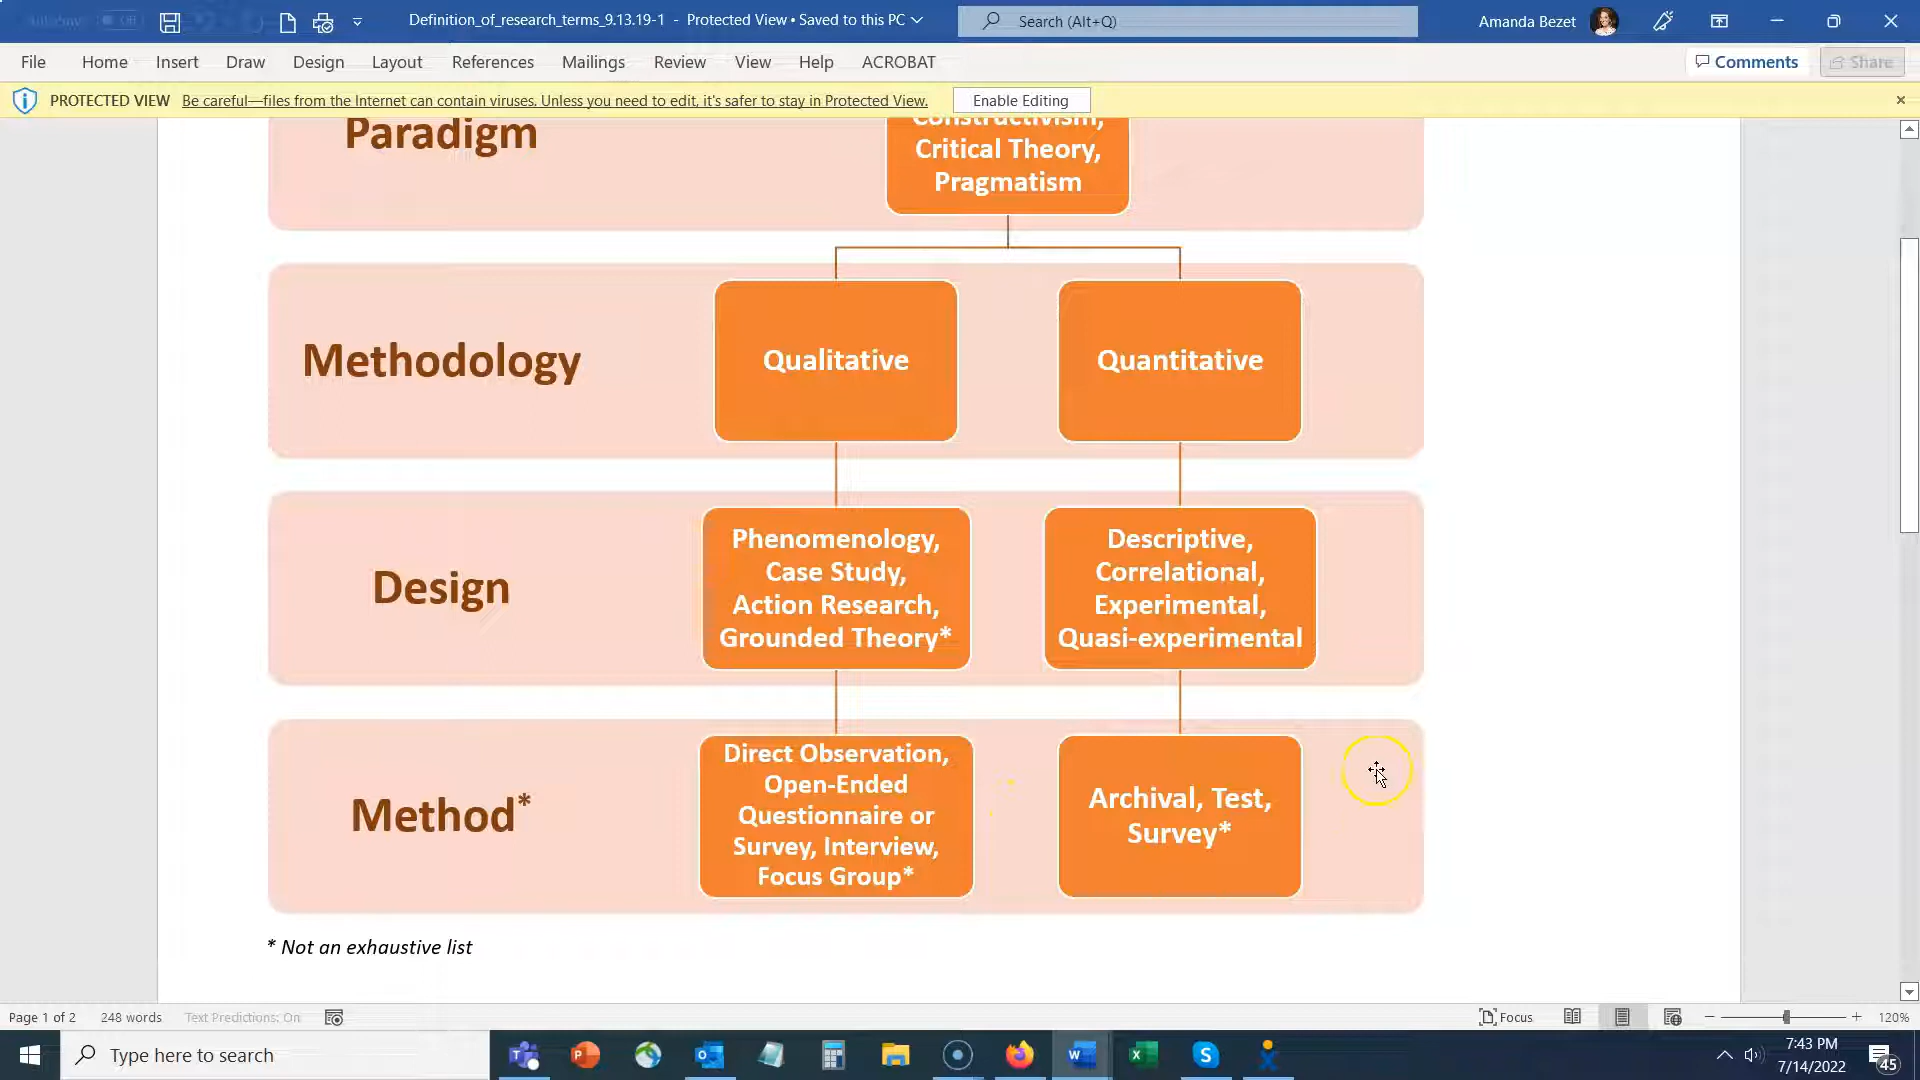 Definition_of_research_terms_9.13.19-1 - Protected View • Saved to this PC
Search (Alt+Q)
Amanda Bezet
File Home Insert Draw Design Layout References Mailings Review View Help ACROBAT
Comments
Share
PROTECTED VIEW Be careful—files from the Internet can contain viruses. Unless you need to edit, it's safer to stay in Protected View.
Enable Editing
Paradigm
Constructivism,
Critical Theory,
Pragmatism
Methodology
Qualitative
Quantitative
Design
Phenomenology,
Case Study,
Action Research,
Grounded Theory*
Descriptive,
Correlational,
Experimental,
Quasi-experimental
Method*
Direct Observation,
Open-Ended
Questionnaire or
Survey, Interview,
Focus Group*
Archival, Test,
Survey*
* Not an exhaustive list
Page 1 of 2 248 words Text Predictions: On
Focus
120%
Type here to search
7:43 PM
7/14/2022
45